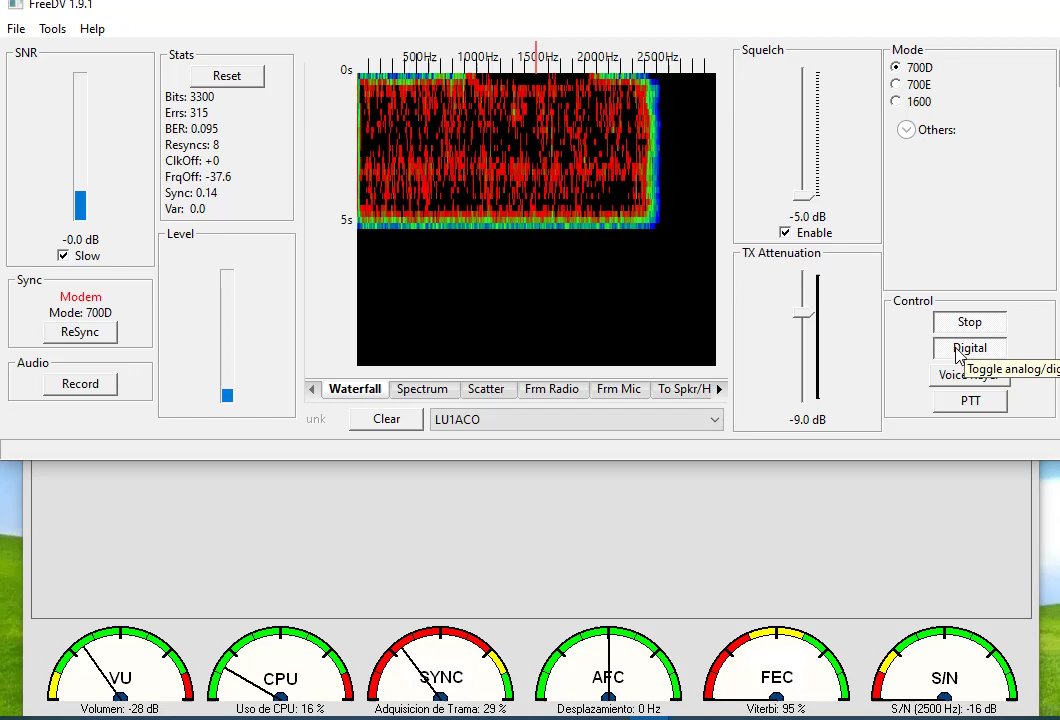 FreeDV 1.9.1
File Tools Help
SNR
-0.0 dB
Slow
Sync
Modem
Mode: 700D
ReSync
Audio
Record
Stats
Reset
Bits: 3300
Errs: 315
BER: 0.095
Resyncs: 8
ClkOff: +0
FrqOff: -37.6
Sync: 0.14
Var: 0.0
Level
500Hz 1000Hz 1500Hz 2000Hz 2500Hz
0s
5s
Waterfall Spectrum Scatter Frm Radio Frm Mic To Spkr/H
unk Clear LU1ACO
Squelch
-5.0 dB
Enable
TX Attenuation
-9.0 dB
Mode
700D
700E
1600
Others:
Control
Stop
Digital
Toggle analog/dig
Voice
PTT
VU
Volumen: -28 dB
CPU
Uso de CPU: 16 %
SYNC
Adquisicion de Trama: 29 %
AFC
Desplazamiento: 0 Hz
FEC
Viterbi: 95 %
S/N
S/N (2500 Hz): -16 dB